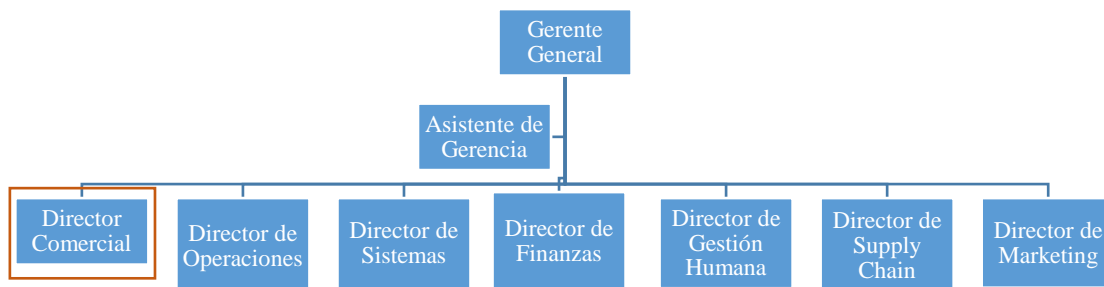 Gerente
General
Asistente de
Gerencia
Director
Comercial
Director de
Operaciones
Director de
Sistemas
Director de
Finanzas
Director de
Gestión
Humana
Director de
Supply
Chain
Director de
Marketing